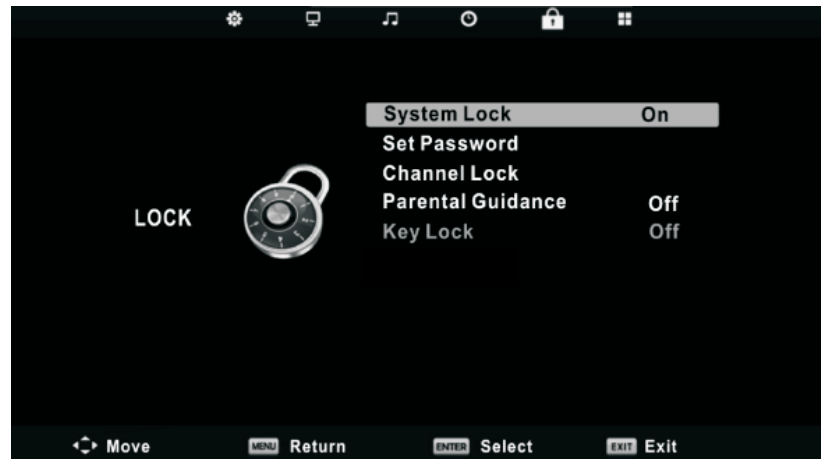 System Lock On
Set Password
Channel Lock
Parental Guidance Off
LOCK
Key Lock Off
Move MENU Return ENTER Select EXIT Exit